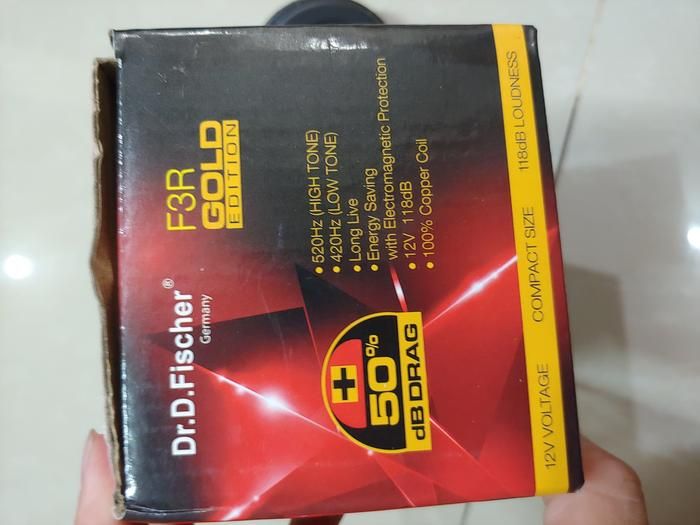 Dr.D.Fischer®
Germany
F3R
GOLD
EDITION
+
50%
dB DRAG
• 520Hz (HIGH TONE)
• 420Hz (LOW TONE)
• Long Live
• Energy Saving
with Electromagnetic Protection
• 12V 118dB
• 100% Copper Coil
12V VOLTAGE COMPACT SIZE 118dB LOUDNESS